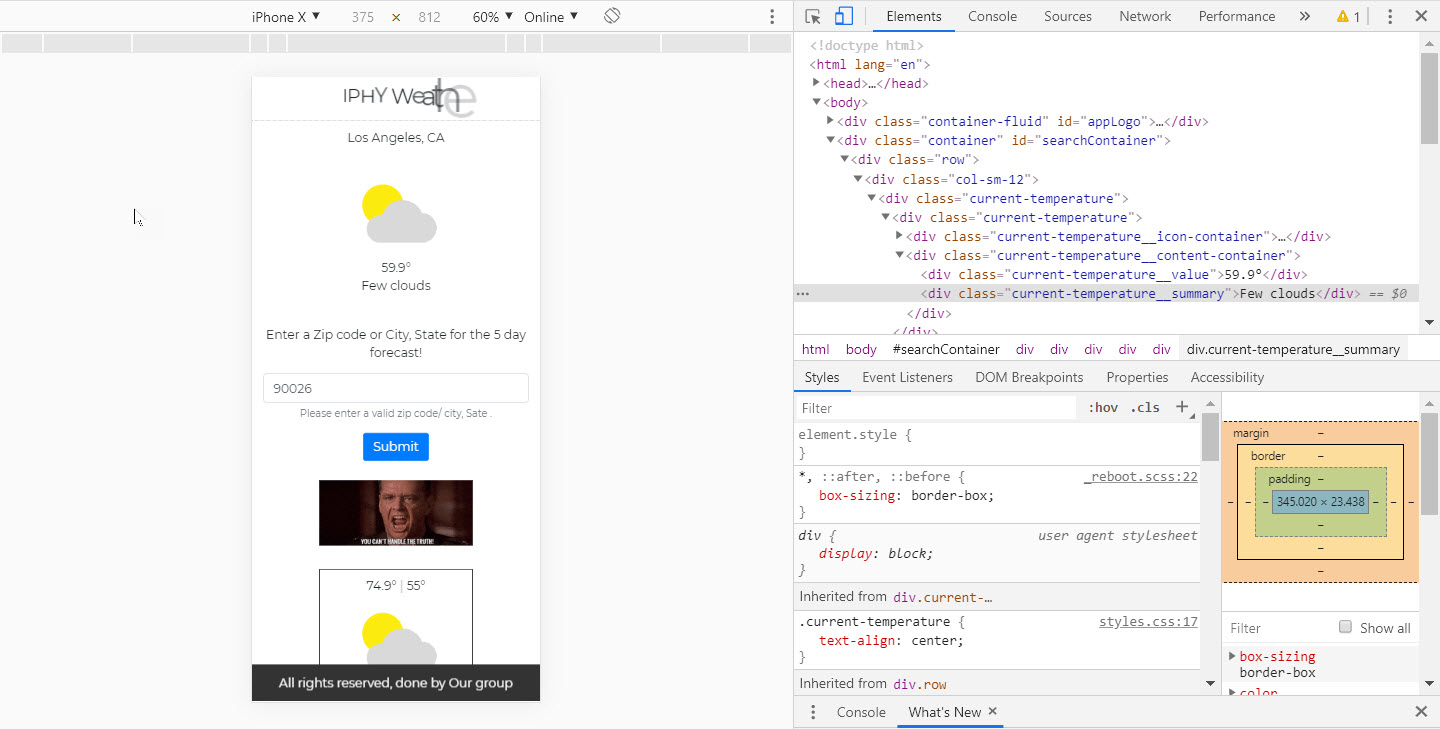 iPhone X ▼ 375 × 812 60% ▼ Online ▼
IPHY Weathe
Los Angeles, CA
59.9°
Few clouds
Enter a Zip code or City, State for the 5 day
forecast!
90026
Please enter a valid zip code/ city, Sate .
Submit
YOU CAN'T HANDLE THE TRUTH!
74.9° | 55°
All rights reserved, done by Our group
Elements Console Sources Network Performance » 1
<!doctype html>
<html lang="en">
<head>…</head>
<body>
<div class="container-fluid" id="appLogo">…</div>
<div class="container" id="searchContainer">
<div class="row">
<div class="col-sm-12">
<div class="current-temperature">
<div class="current-temperature">
<div class="current-temperature__icon-container">…</div>
<div class="current-temperature__content-container">
<div class="current-temperature__value">59.9°</div>
<div class="current-temperature__summary">Few clouds</div> == $0
</div>
</div>
html body #searchContainer div div div div div div.current-temperature__summary
Styles Event Listeners DOM Breakpoints Properties Accessibility
Filter :hov .cls +
element.style {
}
*, ::after, ::before { _reboot.scss:22
box-sizing: border-box;
}
div { user agent stylesheet
display: block;
}
Inherited from div.current-…
.current-temperature { styles.css:17
text-align: center;
}
Inherited from div.row
margin –
border –
padding –
– – – 345.020 × 23.438 – – –
–
–
–
Filter Show all
box-sizing
border-box
color
Console What's New ×